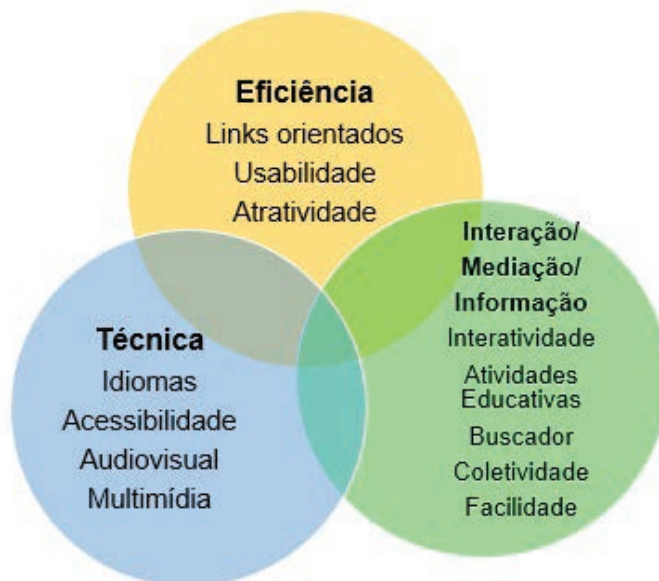 Eficiência
Links orientados
Usabilidade
Atratividade
Interação/
Mediação/
Informação
Interatividade
Atividades
Educativas
Buscador
Coletividade
Facilidade
Técnica
Idiomas
Acessibilidade
Audiovisual
Multimídia